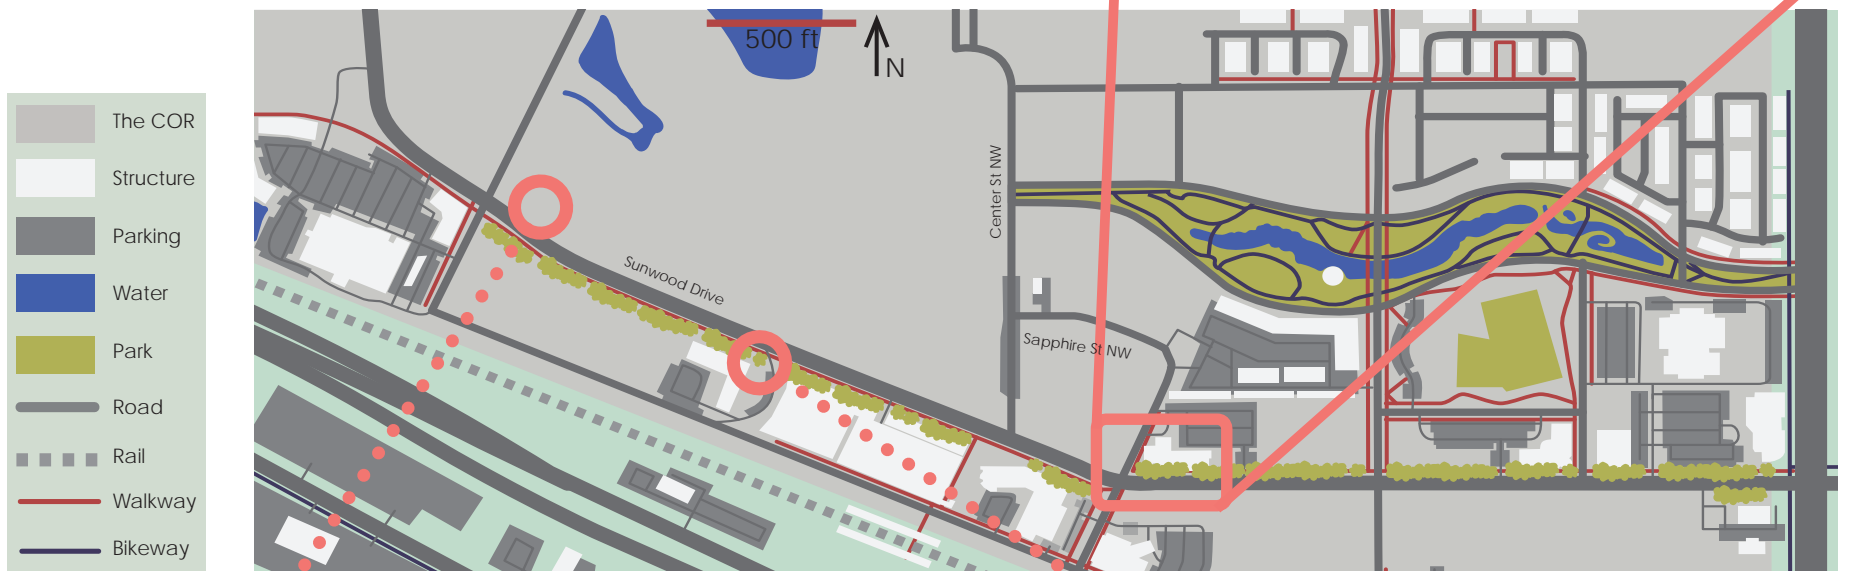 500 ft
N
The COR
Structure
Parking
Water
Park
Road
Rail
Walkway
Bikeway
Sunwood Drive
Center St NW
Sapphire St NW